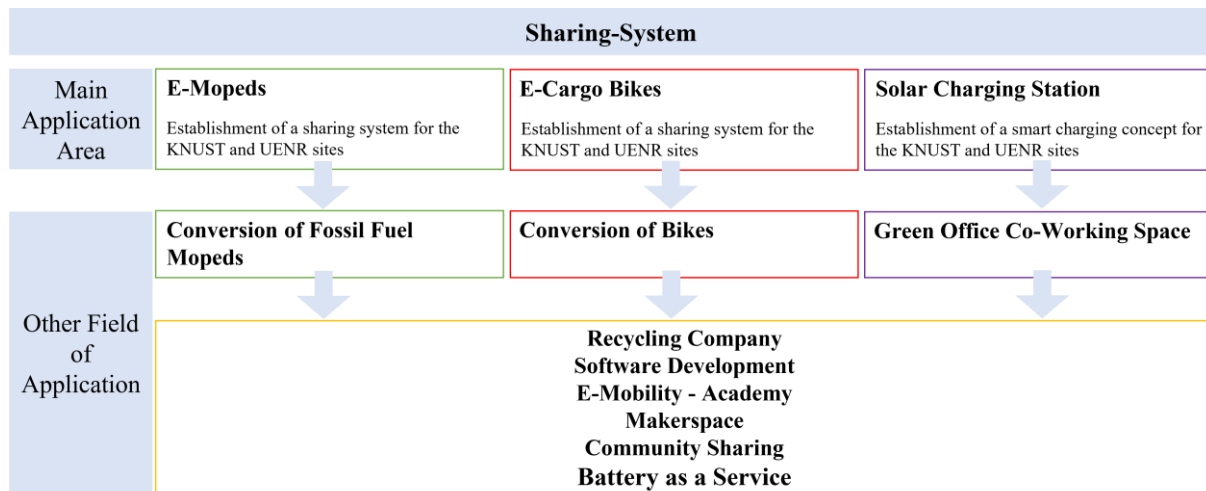 Sharing-System
Main
Application
Area
E-Mopeds
Establishment of a sharing system for the
KNUST and UENR sites
E-Cargo Bikes
Establishment of a sharing system for the
KNUST and UENR sites
Solar Charging Station
Establishment of a smart charging concept for
the KNUST and UENR sites
Other Field
of
Application
Conversion of Fossil Fuel
Mopeds
Conversion of Bikes
Green Office Co-Working Space
Recycling Company
Software Development
E-Mobility - Academy
Makerspace
Community Sharing
Battery as a Service